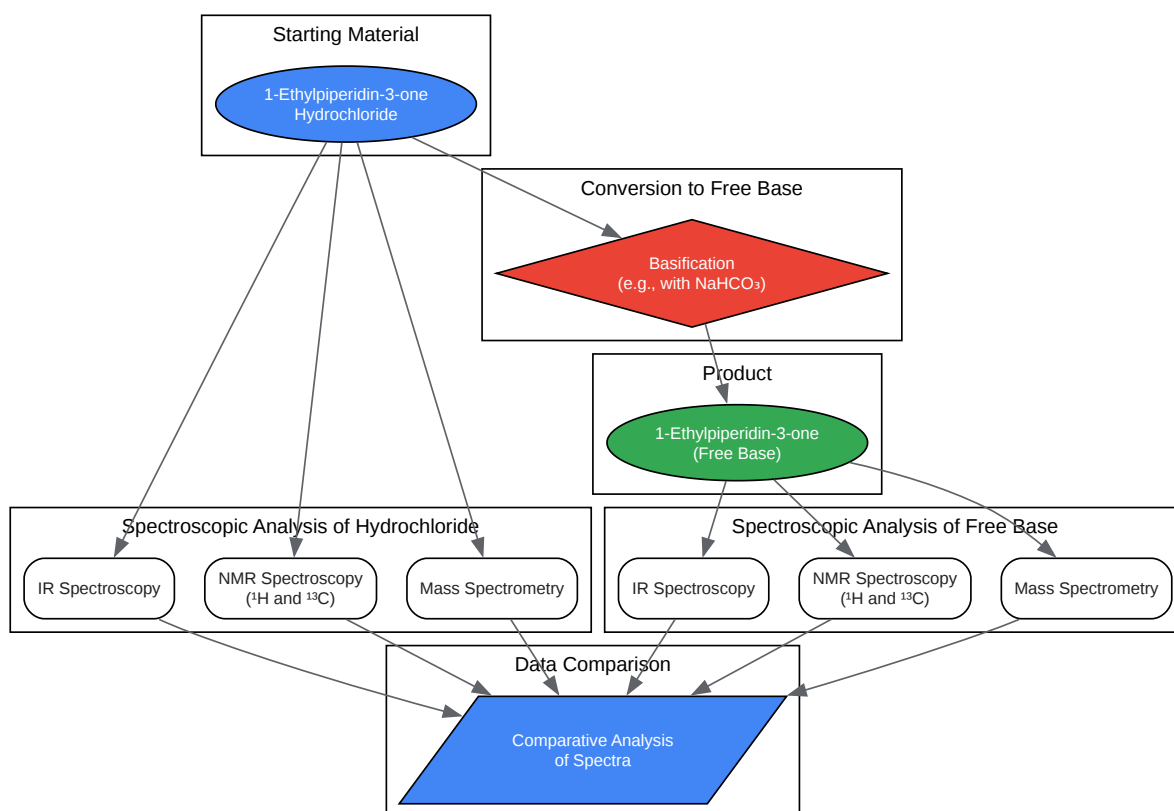 Starting Material
1-Ethylpiperidin-3-one
Hydrochloride
Conversion to Free Base
Basification
(e.g., with NaHCO₃)
Product
1-Ethylpiperidin-3-one
(Free Base)
Spectroscopic Analysis of Hydrochloride
IR Spectroscopy
NMR Spectroscopy
(¹H and ¹³C)
Mass Spectrometry
Spectroscopic Analysis of Free Base
IR Spectroscopy
NMR Spectroscopy
(¹H and ¹³C)
Mass Spectrometry
Data Comparison
Comparative Analysis
of Spectra